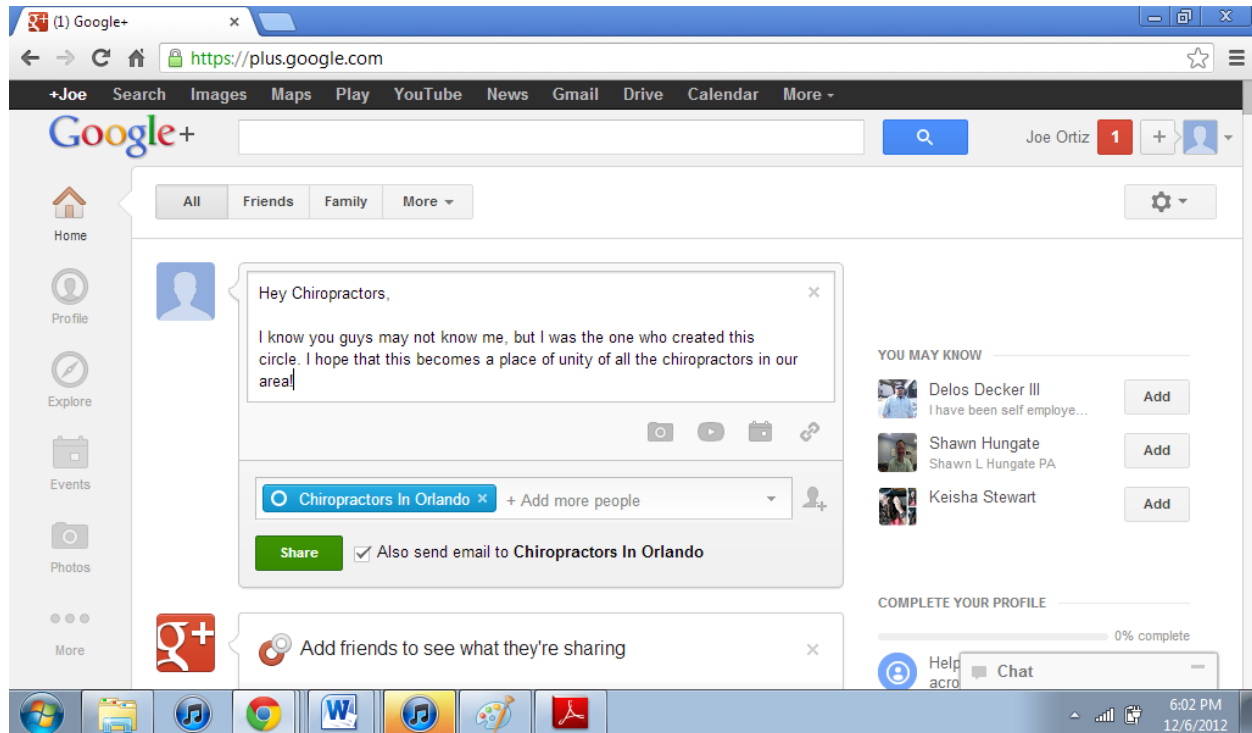 (1) Google+
https://plus.google.com
+Joe Search Images Maps Play YouTube News Gmail Drive Calendar More
Google+
Joe Ortiz 1 +
All Friends Family More
Home
Profile
Explore
Events
Photos
More
Hey Chiropractors,
I know you guys may not know me, but I was the one who created this
circle. I hope that this becomes a place of unity of all the chiropractors in our
area!
Chiropractors In Orlando × + Add more people
Share Also send email to Chiropractors In Orlando
g+ Add friends to see what they're sharing
YOU MAY KNOW
Delos Decker III Add
I have been self employe...
Shawn Hungate Add
Shawn L Hungate PA
Keisha Stewart Add
COMPLETE YOUR PROFILE
0% complete
Help
acro
Chat
6:02 PM
12/6/2012